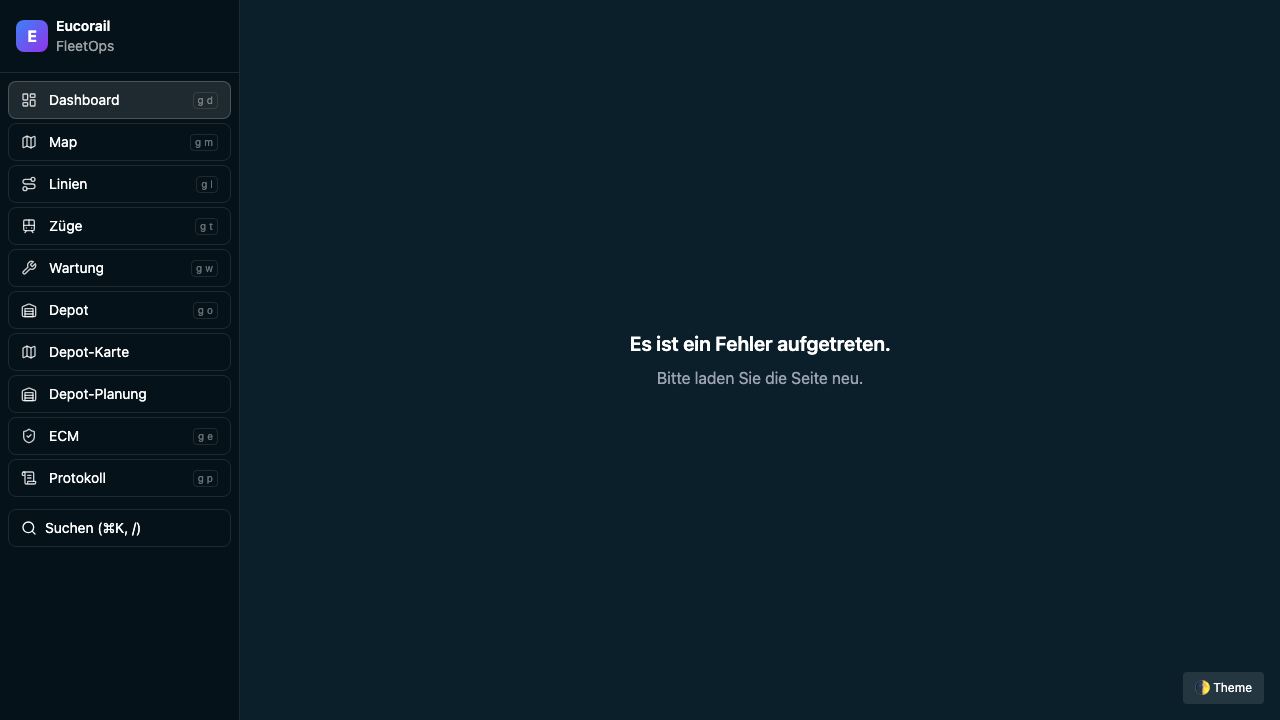 E
Eucorail
FleetOps
Dashboard g d
Map g m
Linien g l
Züge g t
Wartung g w
Depot g o
Depot-Karte
Depot-Planung
ECM g e
Protokoll g p
Suchen (⌘K, /)
Es ist ein Fehler aufgetreten.
Bitte laden Sie die Seite neu.
Theme